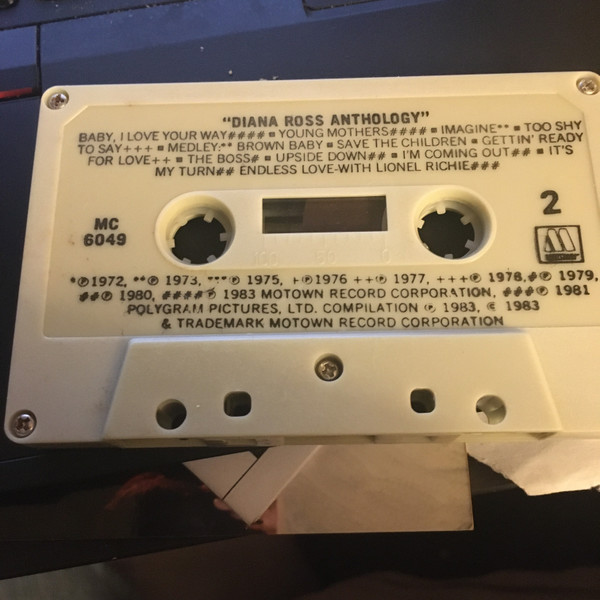 "DIANA ROSS ANTHOLOGY"
BABY, I LOVE YOUR WAY#### ▪ YOUNG MOTHERS#### ▪ IMAGINE** ▪ TOO SHY
TO SAY+++ ▪ MEDLEY:** BROWN BABY ▪ SAVE THE CHILDREN ▪ GETTIN' READY
FOR LOVE++ ▪ THE BOSS# ▪ UPSIDE DOWN## ▪ I'M COMING OUT## ▪ IT'S
MY TURN## ENDLESS LOVE-WITH LIONEL RICHIE###
MC
6049
2
100 50 0
*℗1972, **℗ 1973, ***℗ 1975, +℗1976 ++℗ 1977, +++℗ 1978,#℗ 1979,
##℗ 1980, ####℗ 1983 MOTOWN RECORD CORPORATION, ###℗ 1981
POLYGRAM PICTURES, LTD. COMPILATION ℗ 1983, © 1983
& TRADEMARK MOTOWN RECORD CORPORATION